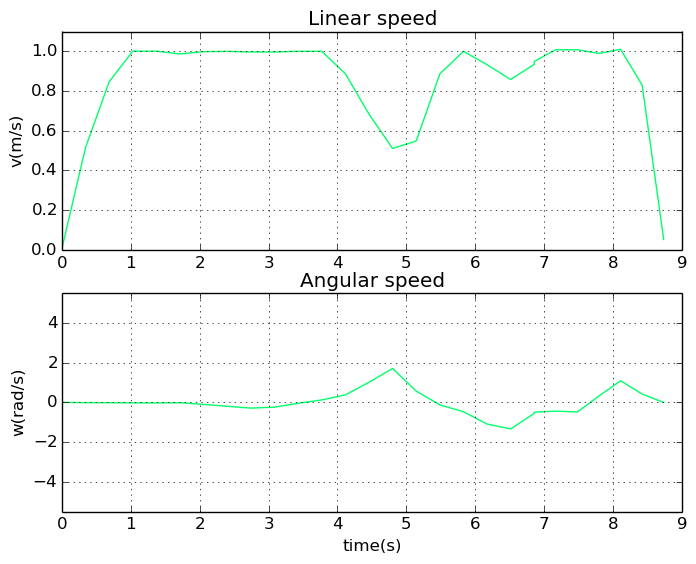 Linear speed
1.0
0.8
0.6
0.4
0.2
0.0
v(m/s)
0 1 2 3 4 5 6 7 8 9
Angular speed
4
2
0
−2
−4
w(rad/s)
0 1 2 3 4 5 6 7 8 9
time(s)